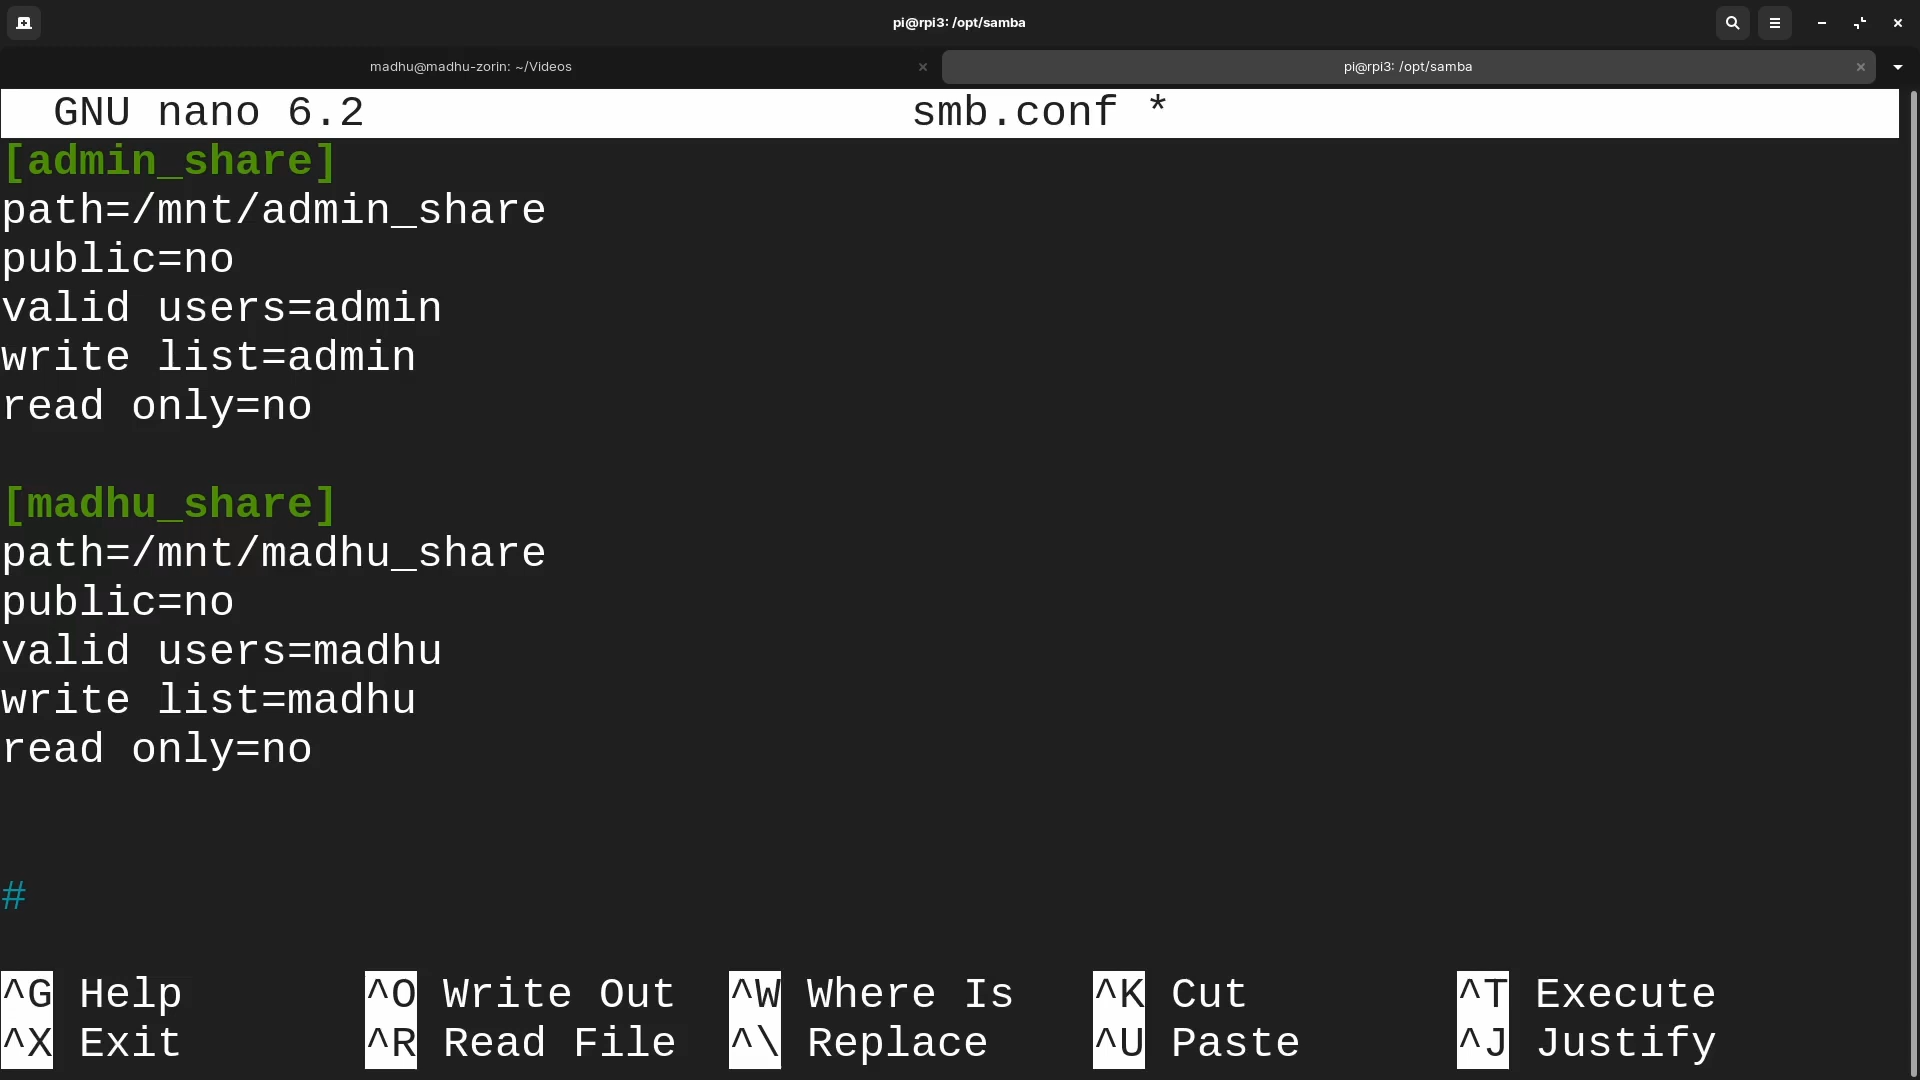 pi@rpi3: /opt/samba
madhu@madhu-zorin: ~/Videos
pi@rpi3: /opt/samba
GNU nano 6.2 smb.conf *
[admin_share]
path=/mnt/admin_share
public=no
valid users=admin
write list=admin
read only=no
[madhu_share]
path=/mnt/madhu_share
public=no
valid users=madhu
write list=madhu
read only=no
#
^G Help ^O Write Out ^W Where Is ^K Cut ^T Execute
^X Exit ^R Read File ^\ Replace ^U Paste ^J Justify